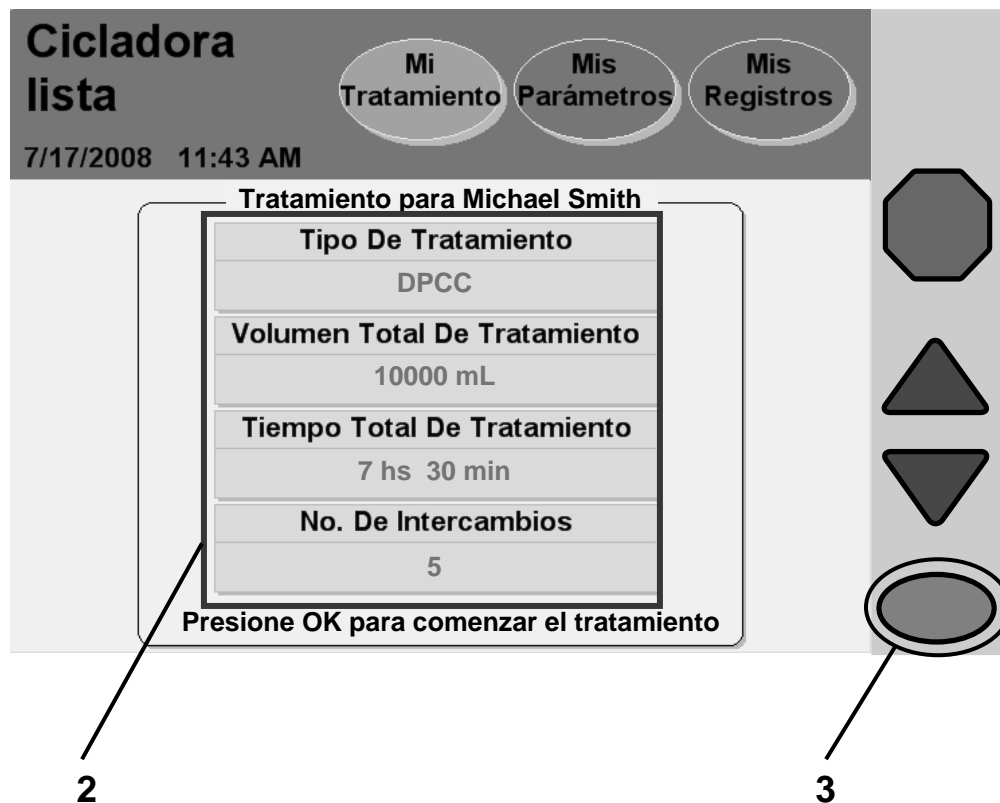 Cicladora
lista
7/17/2008 11:43 AM
Mi
Tratamiento
Mis
Parámetros
Mis
Registros
Tratamiento para Michael Smith
Tipo De Tratamiento
DPCC
Volumen Total De Tratamiento
10000 mL
Tiempo Total De Tratamiento
7 hs 30 min
No. De Intercambios
5
Presione OK para comenzar el tratamiento
2
3